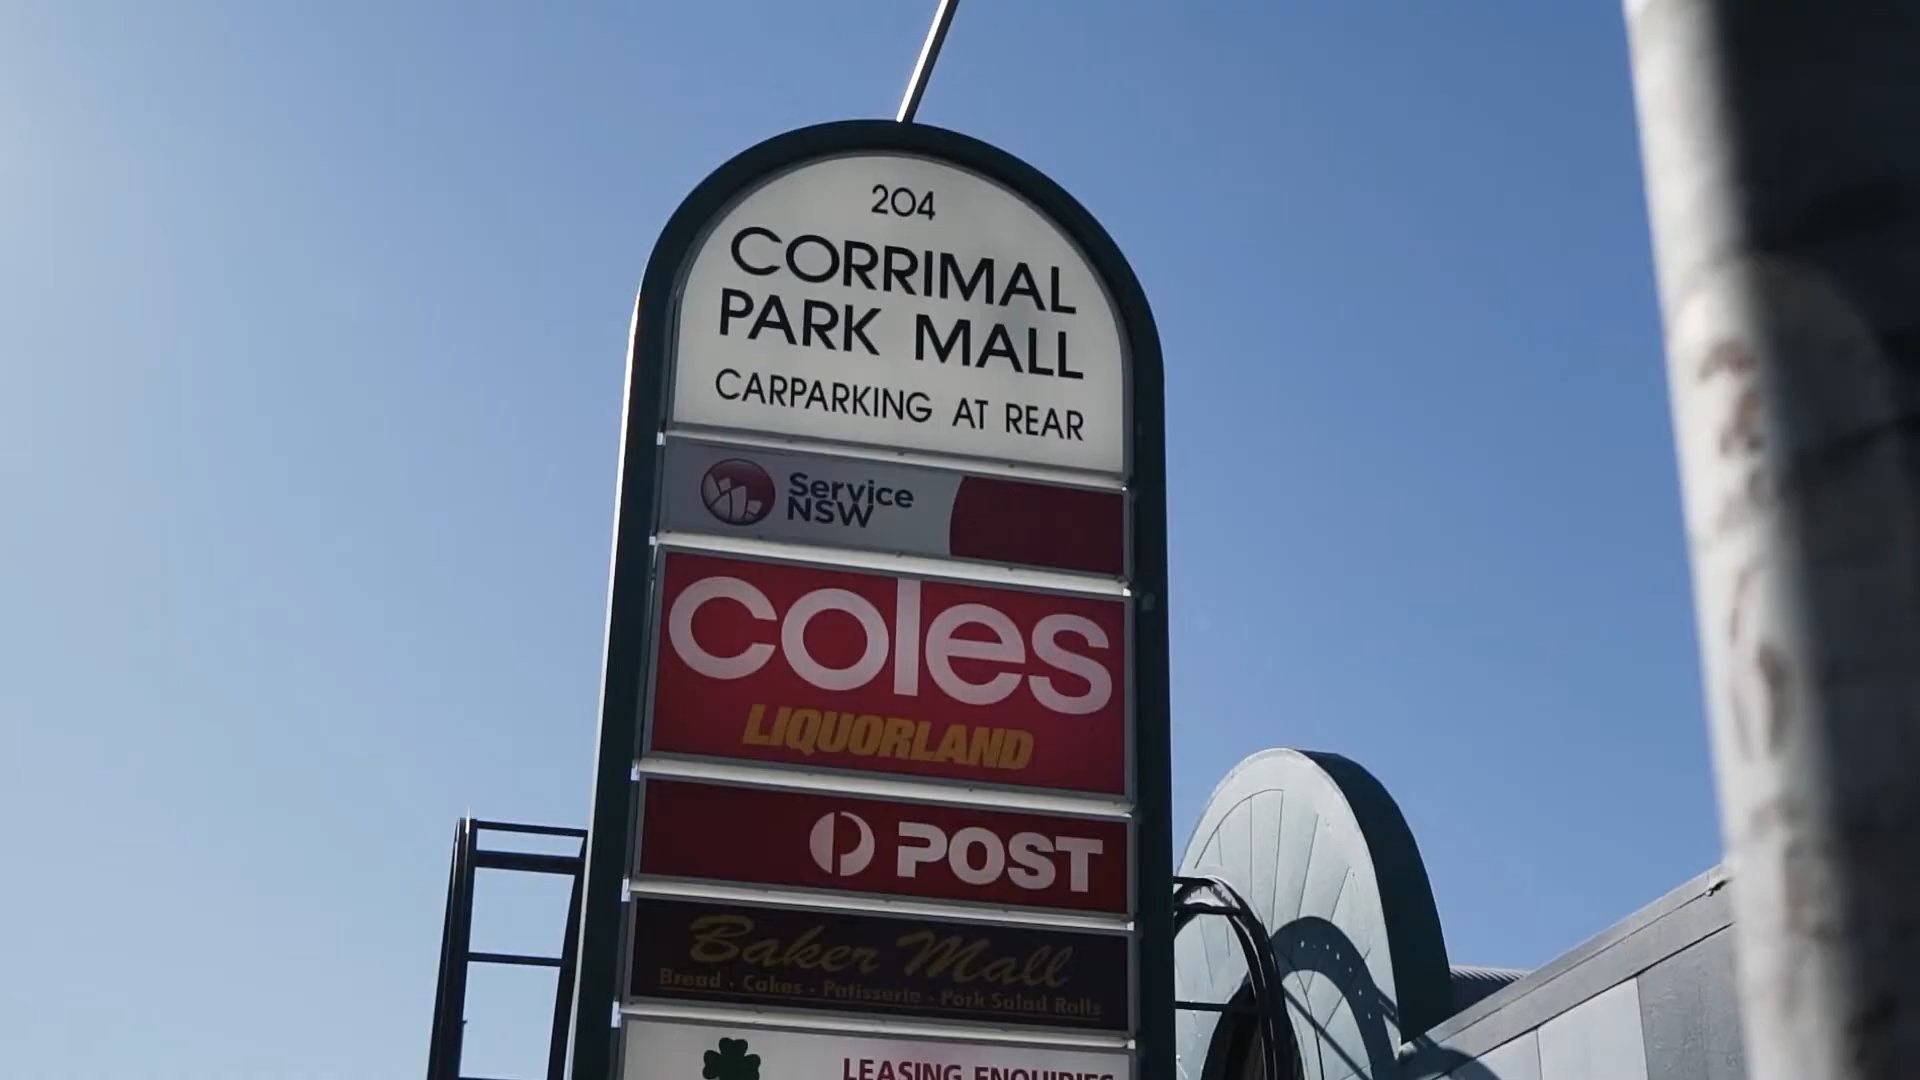 204
CORRIMAL
PARK MALL
CARPARKING AT REAR
Service
NSW
coles
LIQUORLAND
POST
Baker Mall
Bread . Cakes . Patisserie . Pork Salad Rolls
LEASING ENQUIRIES